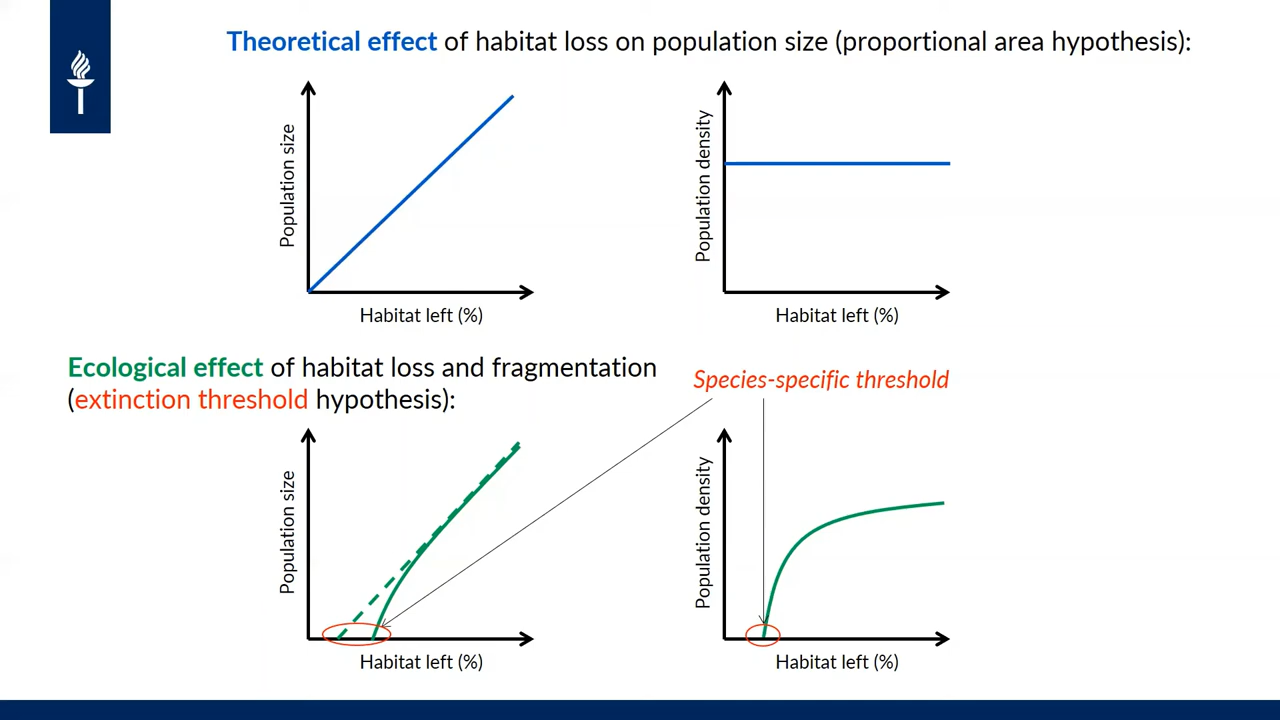 Theoretical effect of habitat loss on population size (proportional area hypothesis):
Population size
Habitat left (%)
Population density
Habitat left (%)
Ecological effect of habitat loss and fragmentation
(extinction threshold hypothesis):
Species-specific threshold
Population size
Habitat left (%)
Population density
Habitat left (%)